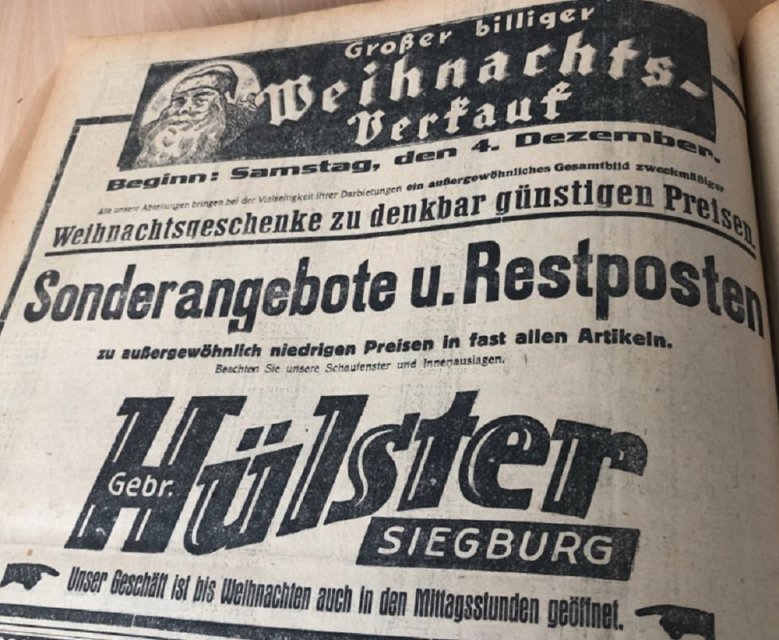 Großer billiger
Weihnachts-
Verkauf
Beginn: Samstag, den 4. Dezember.
Alle unsere Abteilungen bringen bei der Vielseitigkeit ihrer Darbietungen ein außergewöhnliches Gesamtbild zweckmäßiger
Weihnachtsgeschenke zu denkbar günstigen Preisen.
Sonderangebote u. Restposten
zu außergewöhnlich niedrigen Preisen in fast allen Artikeln.
Beachten Sie unsere Schaufenster und Innenauslagen.
Gebr. Hülster
SIEGBURG
Unser Geschäft ist bis Weihnachten auch in den Mittagsstunden geöffnet.